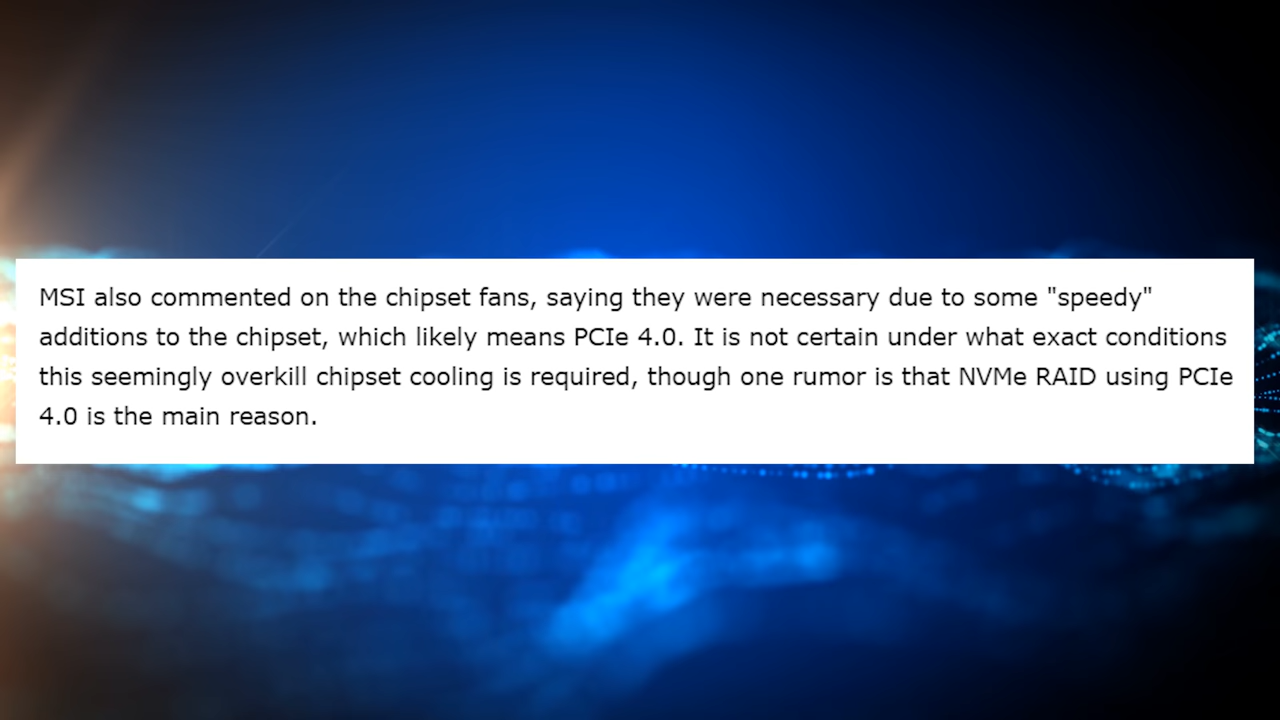 MSI also commented on the chipset fans, saying they were necessary due to some "speedy"
additions to the chipset, which likely means PCIe 4.0. It is not certain under what exact conditions
this seemingly overkill chipset cooling is required, though one rumor is that NVMe RAID using PCIe
4.0 is the main reason.